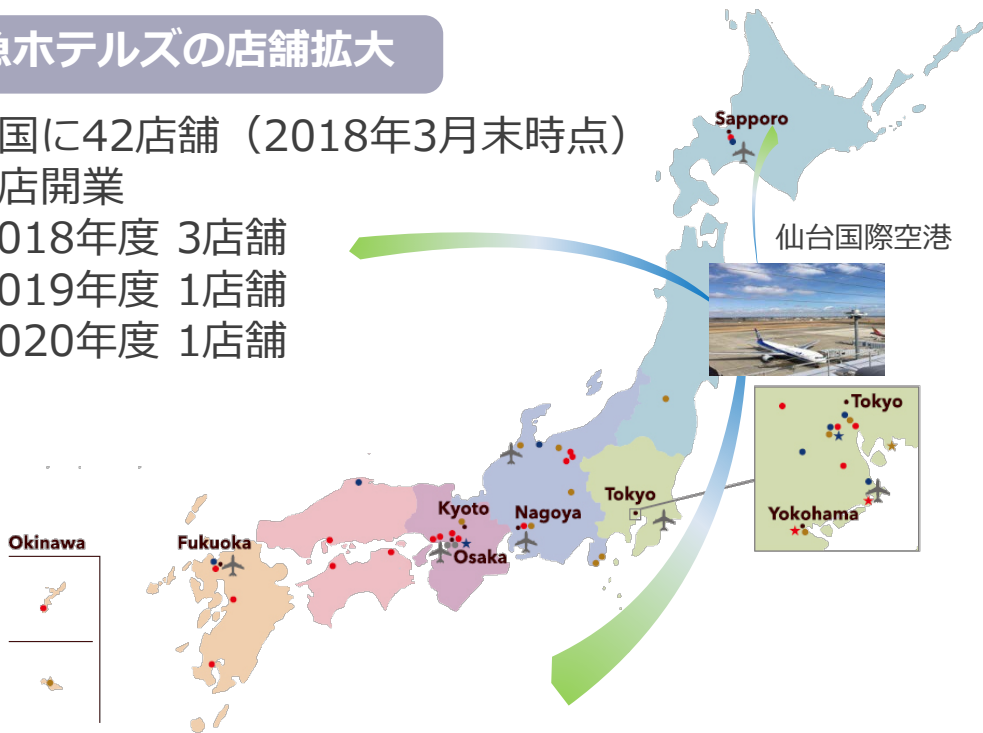 急ホテルズの店舗拡大
国に42店舗（2018年3月末時点）
店開業
018年度 3店舗
019年度 1店舗
020年度 1店舗
Sapporo
仙台国際空港
Tokyo
Yokohama
Tokyo
Kyoto
Nagoya
Osaka
Fukuoka
Okinawa